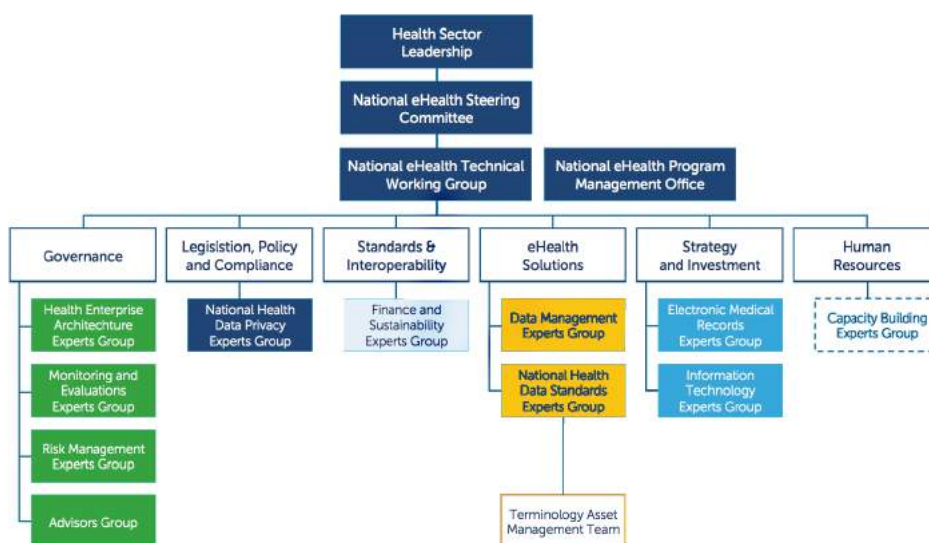 Health Sector
Leadership
National eHealth Steering
Committee
National eHealth Technical
Working Group
National eHealth Program
Management Office
Governance
Legislstion, Policy
and Compliance
Standards &
Interoperability
eHealth
Solutions
Strategy
and Investment
Human
Resources
Health Enterprise
Architechture
Experts Group
National Health
Data Privacy
Experts Group
Finance and
Sustainability
Experts Group
Data Management
Experts Group
Electronic Medical
Records
Experts Group
Capacity Building
Experts Group
Monitoring and
Evaluations
Experts Group
National Health
Data Standards
Experts Group
Information
Technology
Experts Group
Risk Management
Experts Group
Advisors Group
Terminology Asset
Management Team